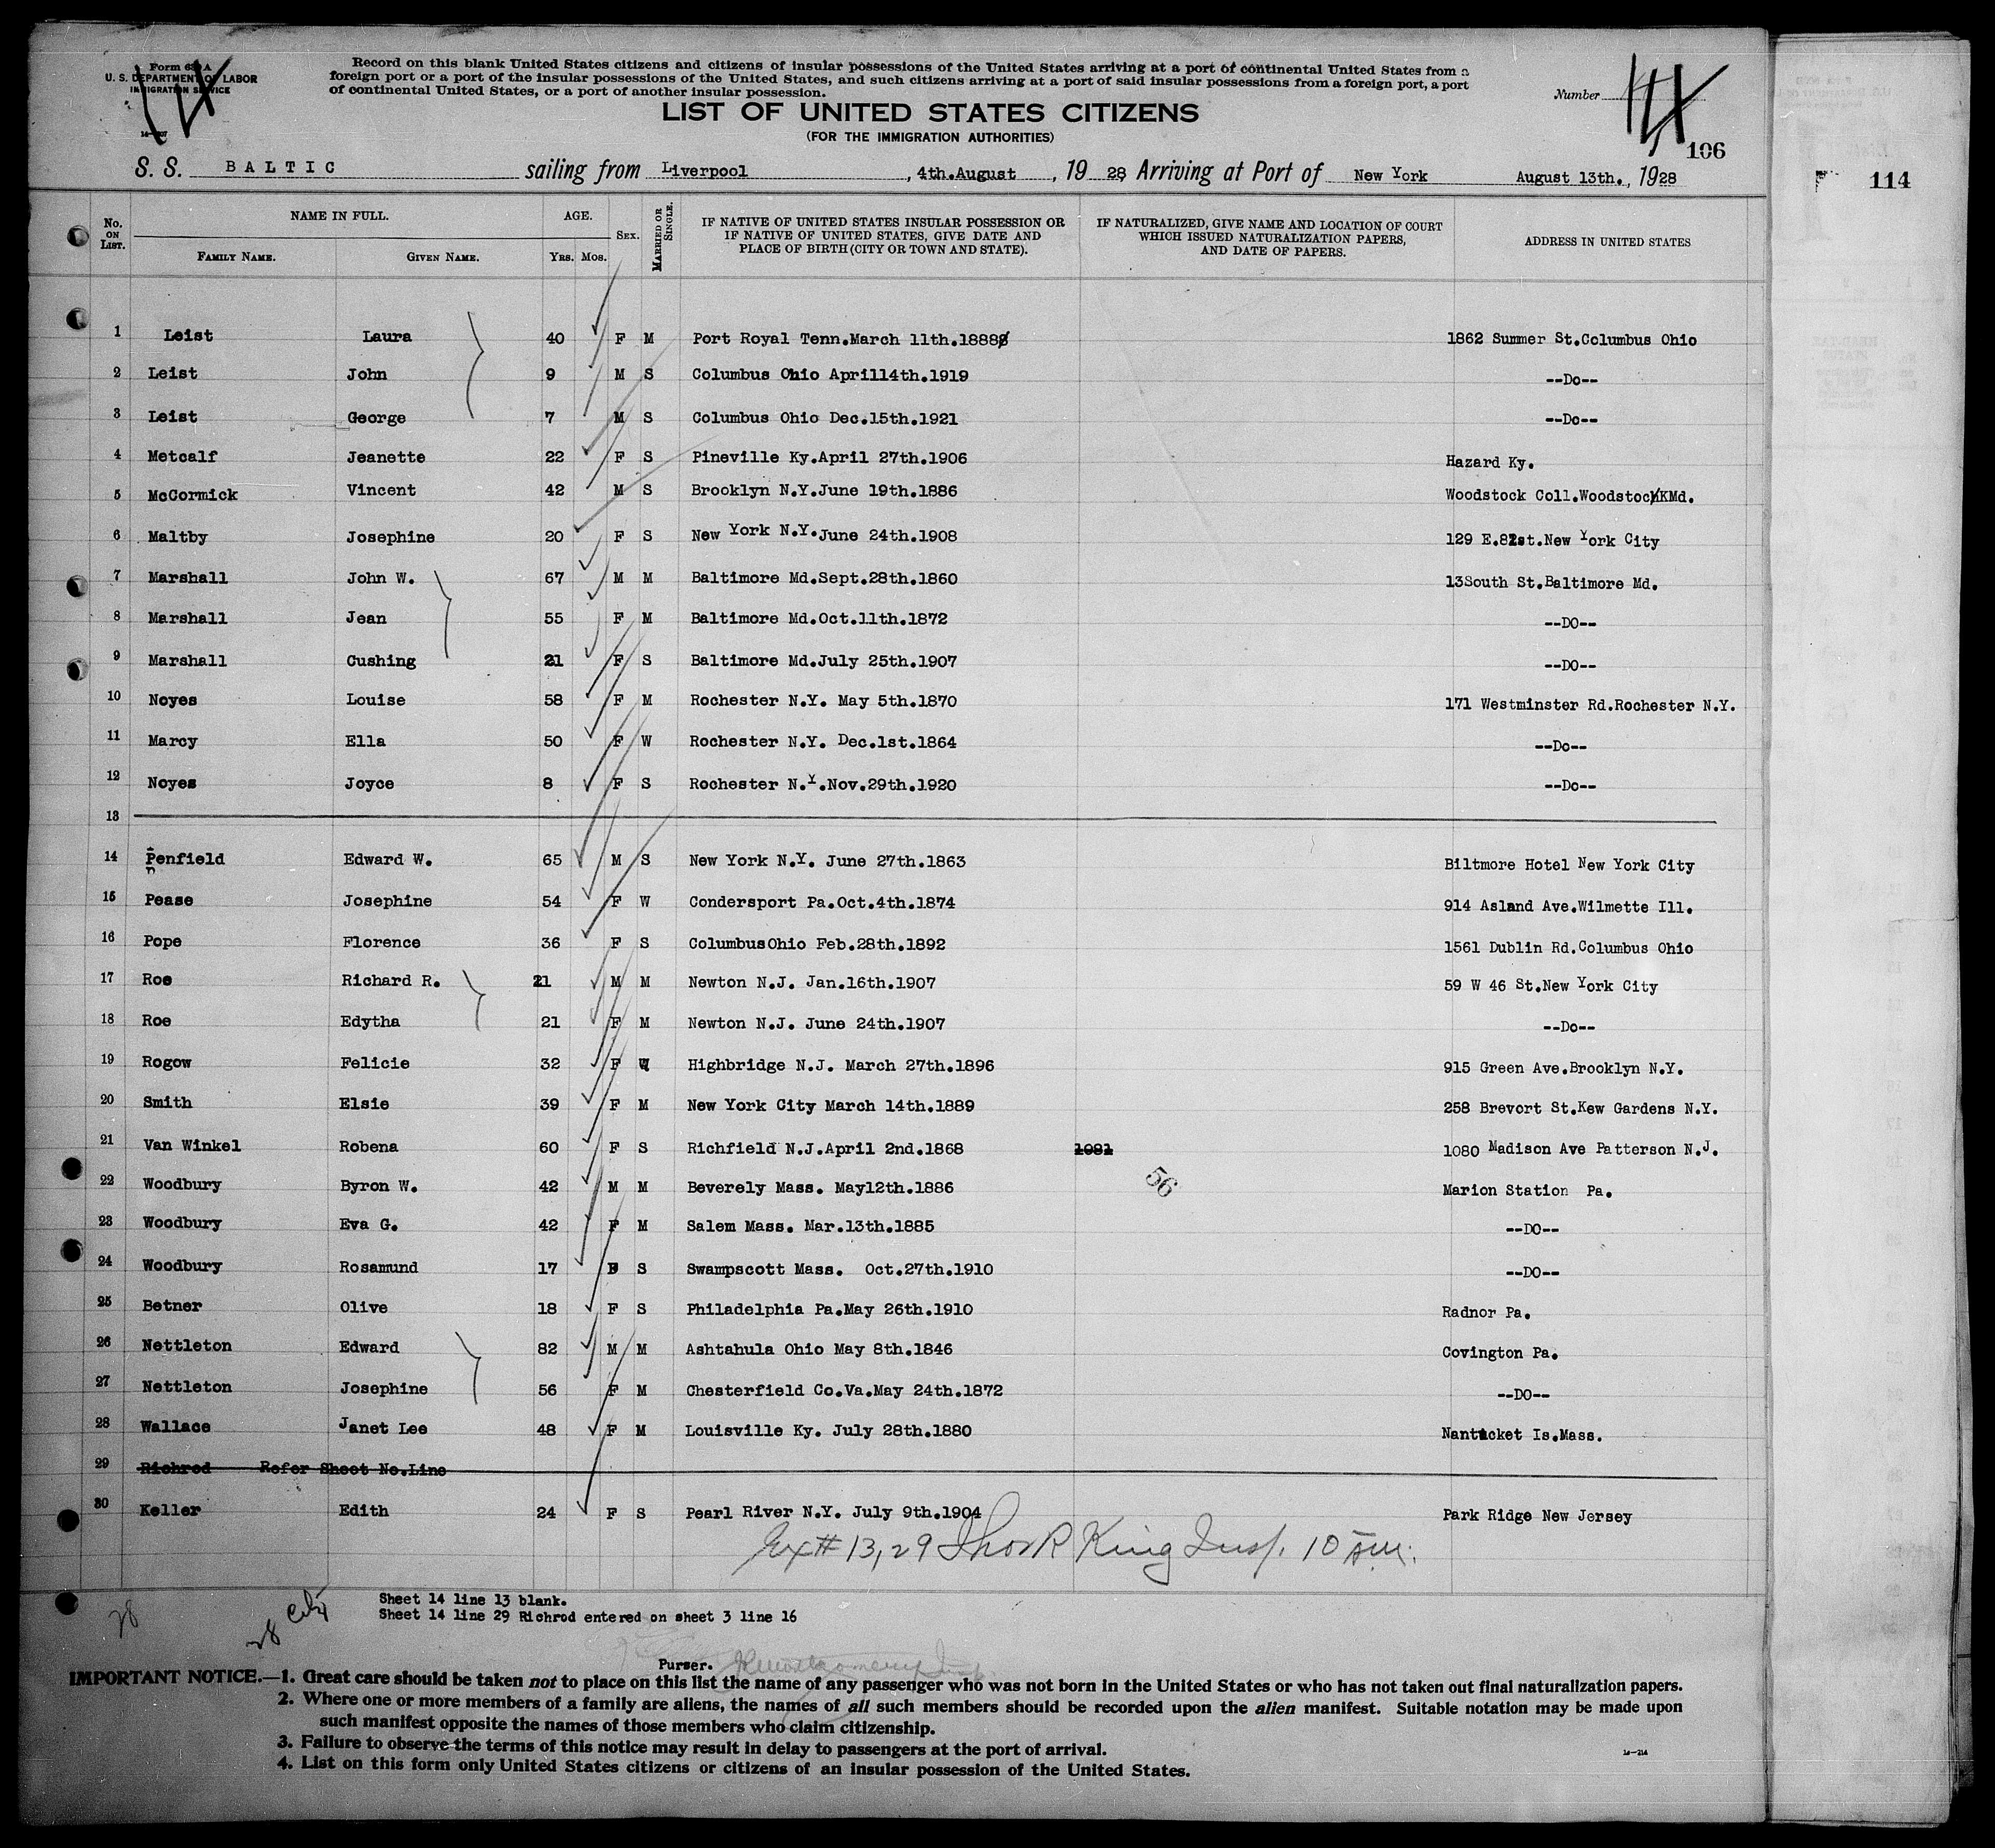 Form 630 A
U. S. DEPARTMENT OF LABOR
IMMIGRATION SERVICE
Record on this blank United States citizens and citizens of insular possessions of the United States arriving at a port of continental United States from a
foreign port or a port of the insular possessions of the United States, and such citizens arriving at a port of said insular possessions from a foreign port, a port
of continental United States, or a port of another insular possession.
Number
LIST OF UNITED STATES CITIZENS
(FOR THE IMMIGRATION AUTHORITIES)
106
114
S. S. BALTIC sailing from Liverpool, 4th.August, 19 28 Arriving at Port of New York August 13th., 1928
No. ON LIST. NAME IN FULL. FAMILY NAME. GIVEN NAME. AGE. YRS. MOS. SEX. MARRIED OR SINGLE. IF NATIVE OF UNITED STATES INSULAR POSSESSION OR IF NATIVE OF UNITED STATES, GIVE DATE AND PLACE OF BIRTH (CITY OR TOWN AND STATE). IF NATURALIZED, GIVE NAME AND LOCATION OF COURT WHICH ISSUED NATURALIZATION PAPERS, AND DATE OF PAPERS. ADDRESS IN UNITED STATES
1 Leist Laura 40 F M Port Royal Tenn.March 11th.1888 1862 Summer St.Columbus Ohio
2 Leist John 9 M S Columbus Ohio April14th.1919 --Do--
3 Leist George 7 M S Columbus Ohio Dec.15th.1921 --Do--
4 Metcalf Jeanette 22 F S Pineville Ky.April 27th.1906 Hazard Ky.
5 McCormick Vincent 42 M S Brooklyn N.Y.June 19th.1886 Woodstock Coll.WoodstockKMd.
6 Maltby Josephine 20 F S New York N.Y.June 24th.1908 129 E.82st.New York City
7 Marshall John W. 67 M M Baltimore Md.Sept.28th.1860 13South St.Baltimore Md.
8 Marshall Jean 55 F M Baltimore Md.Oct.11th.1872 --DO--
9 Marshall Cushing 21 F S Baltimore Md.July 25th.1907 --DO--
10 Noyes Louise 58 F M Rochester N.Y. May 5th.1870 171 Westminster Rd.Rochester N.Y.
11 Marcy Ella 50 F W Rochester N.Y. Dec.1st.1864 --Do--
12 Noyes Joyce 8 F S Rochester N.Y.Nov.29th.1920 --Do--
13
14 Penfield Edward W. 65 M S New York N.Y. June 27th.1863 Biltmore Hotel New York City
15 Pease Josephine 54 F W Condersport Pa.Oct.4th.1874 914 Asland Ave.Wilmette Ill.
16 Pope Florence 36 F S ColumbusOhio Feb.28th.1892 1561 Dublin Rd.Columbus Ohio
17 Roe Richard R. 21 M M Newton N.J. Jan.16th.1907 59 W 46 St.New York City
18 Roe Edytha 21 F M Newton N.J. June 24th.1907 --Do--
19 Rogow Felicie 32 F W Highbridge N.J. March 27th.1896 915 Green Ave.Brooklyn N.Y.
20 Smith Elsie 39 F M New York City March 14th.1889 258 Brevort St.Kew Gardens N.Y.
21 Van Winkel Robena 60 F S Richfield N.J.April 2nd.1868 1081 1080 Madison Ave Patterson N.J.
56
22 Woodbury Byron W. 42 M M Beverely Mass. May12th.1886 Marion Station Pa.
23 Woodbury Eva G. 42 F M Salem Mass. Mar.13th.1885 --DO--
24 Woodbury Rosamund 17 F S Swampscott Mass. Oct.27th.1910 --DO--
25 Betner Olive 18 F S Philadelphia Pa.May 26th.1910 Radnor Pa.
26 Nettleton Edward 82 M M Ashtahula Ohio May 8th.1846 Covington Pa.
27 Nettleton Josephine 56 F M Chesterfield Co.Va.May 24th.1872 --DO--
28 Wallace Janet Lee 48 F M Louisville Ky. July 28th.1880 Nantucket Is.Mass.
29 Richrod Refer Sheet No.Line
30 Keller Edith 24 F S Pearl River N.Y. July 9th.1904 Park Ridge New Jersey
Ex# 13,29 Thos R King Insp. 10 am.
Sheet 14 line 13 blank.
Sheet 14 line 29 Richrod entered on sheet 3 line 16
28
28 City
Purser.
IMPORTANT NOTICE.—1. Great care should be taken not to place on this list the name of any passenger who was not born in the United States or who has not taken out final naturalization papers.
2. Where one or more members of a family are aliens, the names of all such members should be recorded upon the alien manifest. Suitable notation may be made upon
such manifest opposite the names of those members who claim citizenship.
3. Failure to observe the terms of this notice may result in delay to passengers at the port of arrival.
4. List on this form only United States citizens or citizens of an insular possession of the United States.